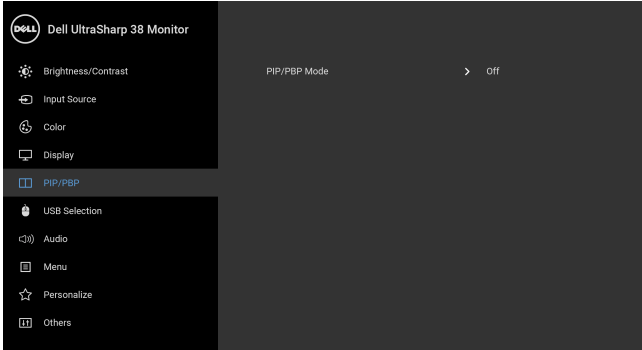 DELL
Dell UltraSharp 38 Monitor
Brightness/Contrast
PIP/PBP Mode
Off
Input Source
Color
Display
PIP/PBP
USB Selection
Audio
Menu
Personalize
Others